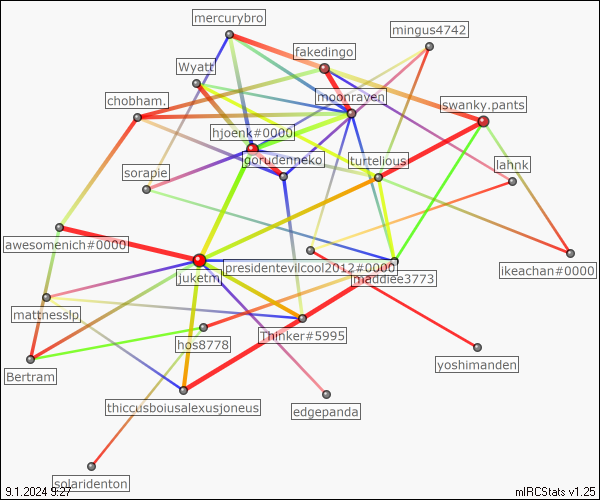 mercurybro
mingus4742
fakedingo
Wyatt
moonraven
chobham.
swanky.pants
hjoenk#0000
gorudenneko
turtelious
lahnk
sorapie
awesomenich#0000
presidentevilcool2012#0000
ikeachan#0000
juketm
maddiee3773
mattnesslp
Thinker#5995
hos8778
yoshimanden
Bertram
thiccusboiusalexusjoneus
edgepanda
solaridenton
9.1.2024 9:27
mIRCStats v1.25